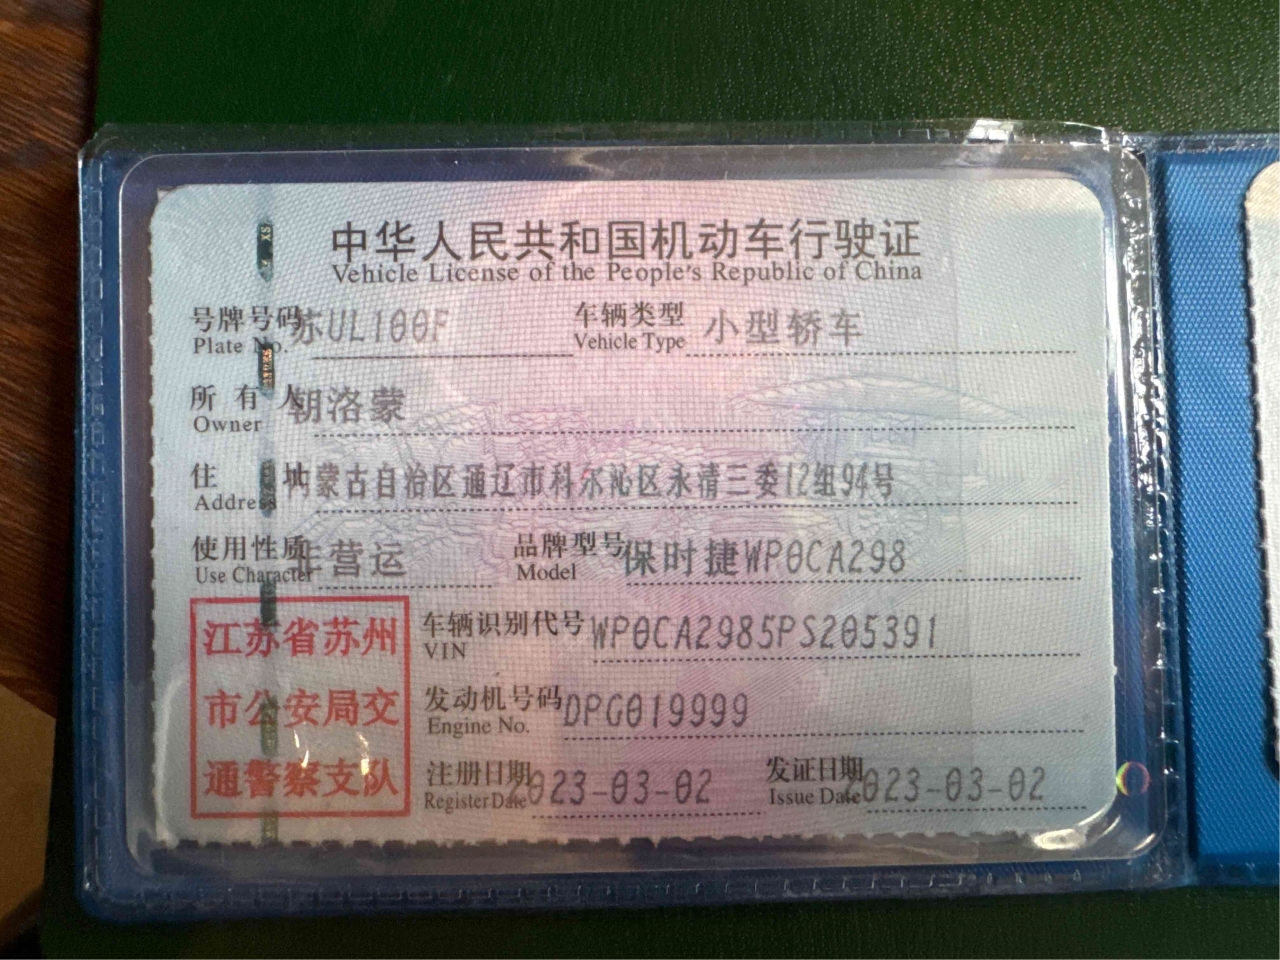 中华人民共和国机动车行驶证
Vehicle License of the People's Republic of China
号牌号码 苏UL100F 车辆类型 小型轿车
Plate No. Vehicle Type
所有人 朝洛蒙
Owner
住址 内蒙古自治区通辽市科尔沁区永清三委12组94号
Address
使用性质 非营运 品牌型号 保时捷WP0CA298
Use Character Model
江苏省苏州
市公安局交
通警察支队
车辆识别代号 WP0CA2985PS205391
VIN
发动机号码 DPG019999
Engine No.
注册日期 2023-03-02 发证日期 2023-03-02
Register Date Issue Date